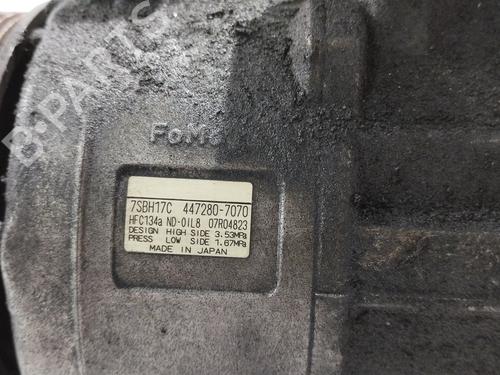 B-PARTS
FoMo
7SBH17C 447280-7070
HFC134a ND-OIL8 07R04823
DESIGN HIGH SIDE 3.53MPa
PRESS LOW SIDE 1.67MPa
MADE IN JAPAN